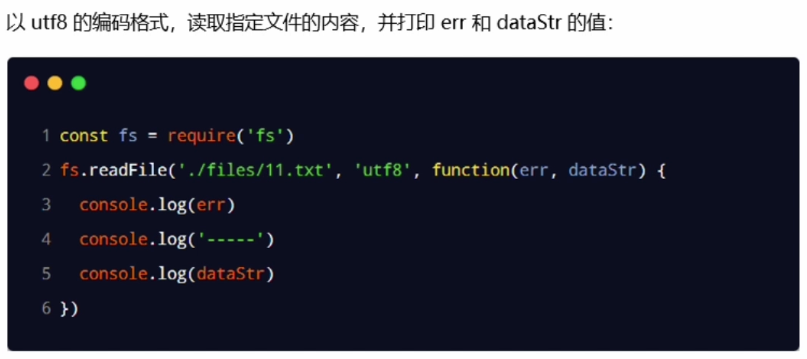 以 utf8 的编码格式，读取指定文件的内容，并打印 err 和 dataStr 的值：
1 const fs = require('fs')
2 fs.readFile('./files/11.txt', 'utf8', function(err, dataStr) {
3   console.log(err)
4   console.log('-----')
5   console.log(dataStr)
6 })